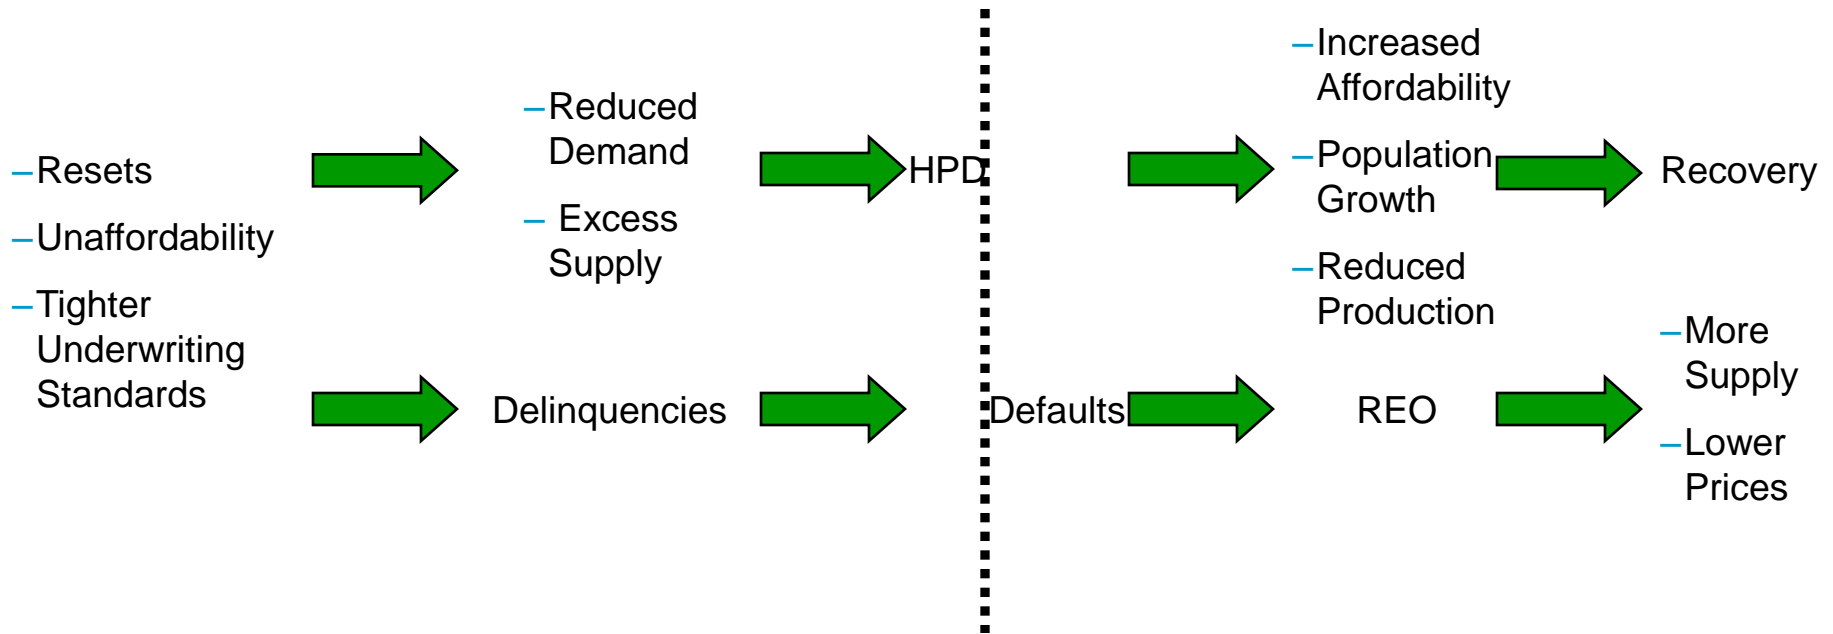 –Resets
–Unaffordability
–Tighter
Underwriting
Standards
–Reduced
Demand
– Excess
Supply
Delinquencies
HPD
Defaults
–Increased
Affordability
–Population
Growth
–Reduced
Production
REO
Recovery
–More
Supply
–Lower
Prices